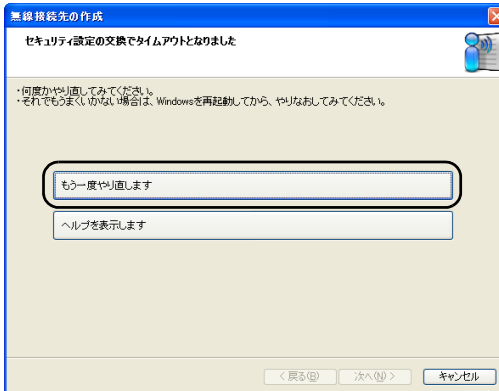 無線接続先の作成
セキュリティ設定の交換でタイムアウトとなりました
・何度かやり直してみてください。
・それでもうまくいかない場合は、Windowsを再起動してから、やりなおしてみてください。
もう一度やり直します
ヘルプを表示します
< 戻る(B) 次へ(N) > キャンセル